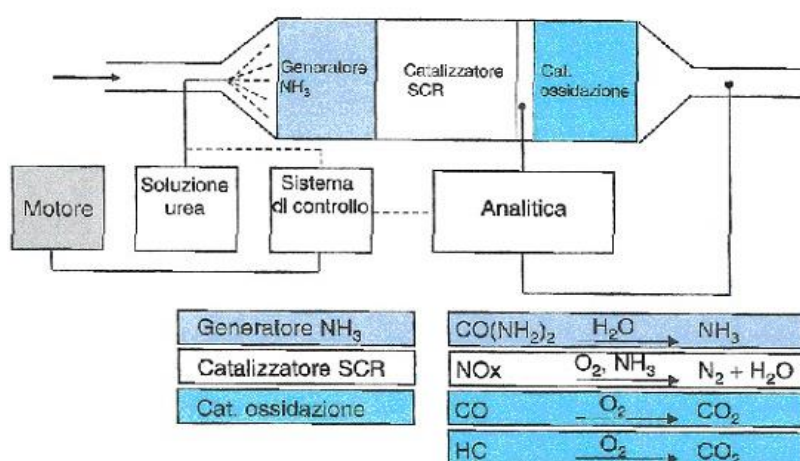 Generatore
NH₃
Catalizzatore
SCR
Cat.
ossidazione
Motore
Soluzione
urea
Sistema
di controllo
Analitica
Generatore NH₃
CO(NH₂)₂ H₂O NH₃
Catalizzatore SCR
NOx O₂, NH₃ N₂ + H₂O
Cat. ossidazione
CO O₂ CO₂
HC O₂ CO₂